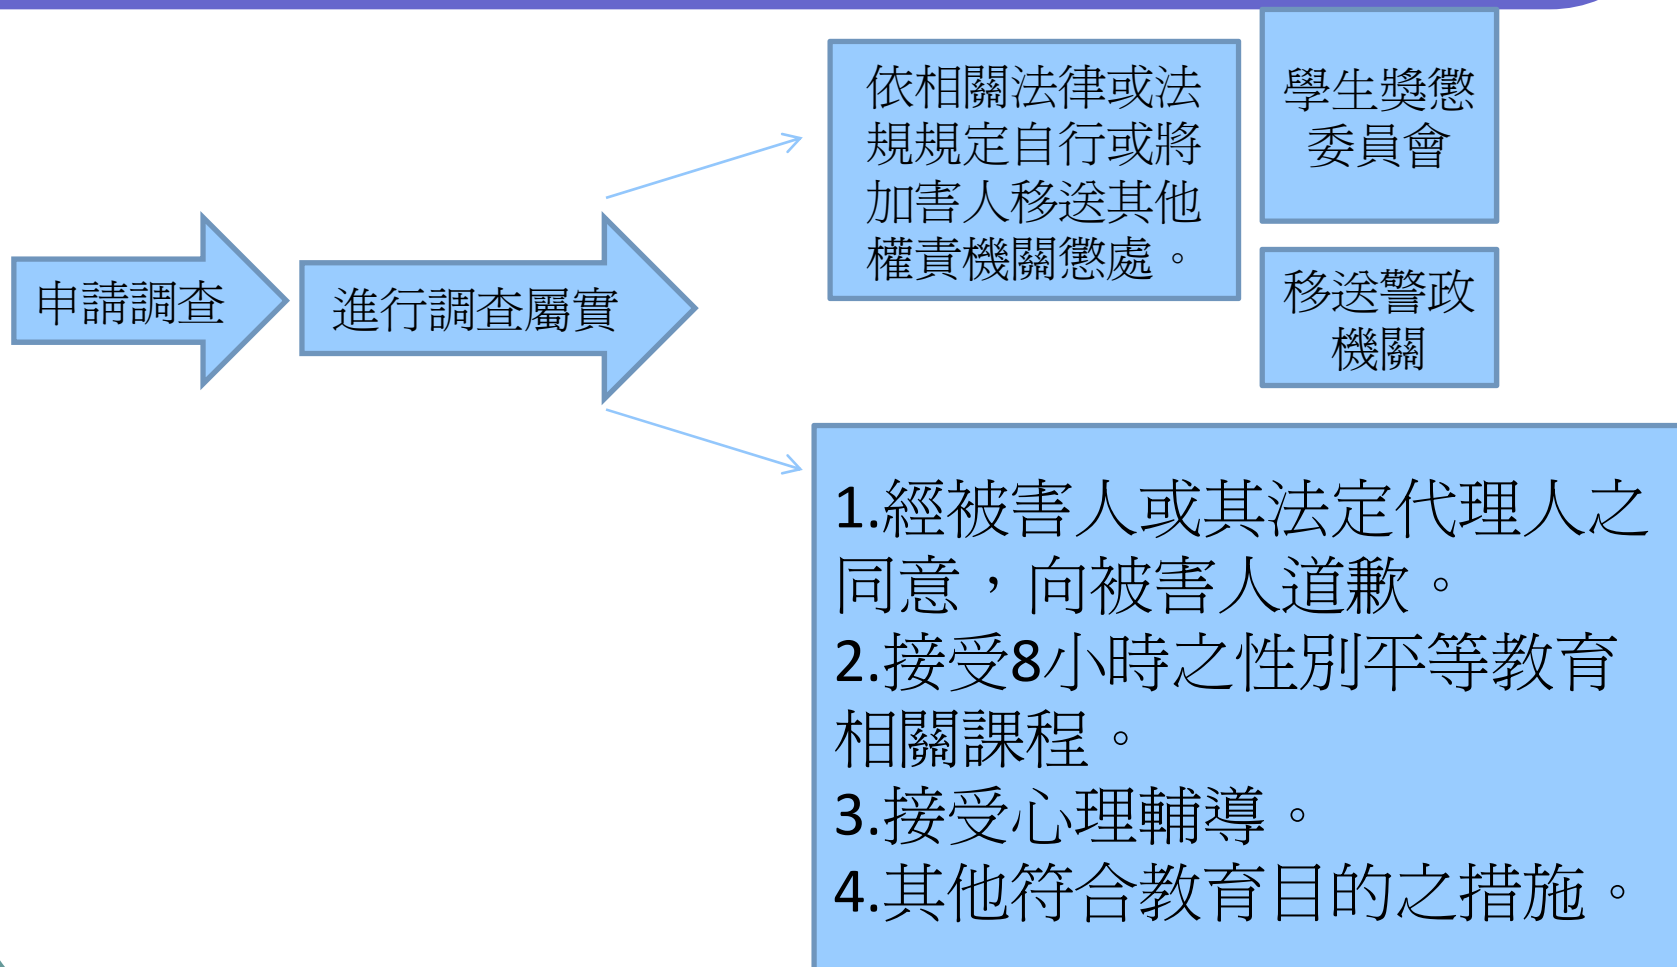 申請調查
進行調查屬實
依相關法律或法
規規定自行或將
加害人移送其他
權責機關懲處。
學生獎懲
委員會
移送警政
機關
1.經被害人或其法定代理人之
同意，向被害人道歉。
2.接受8小時之性別平等教育
相關課程。
3.接受心理輔導。
4.其他符合教育目的之措施。